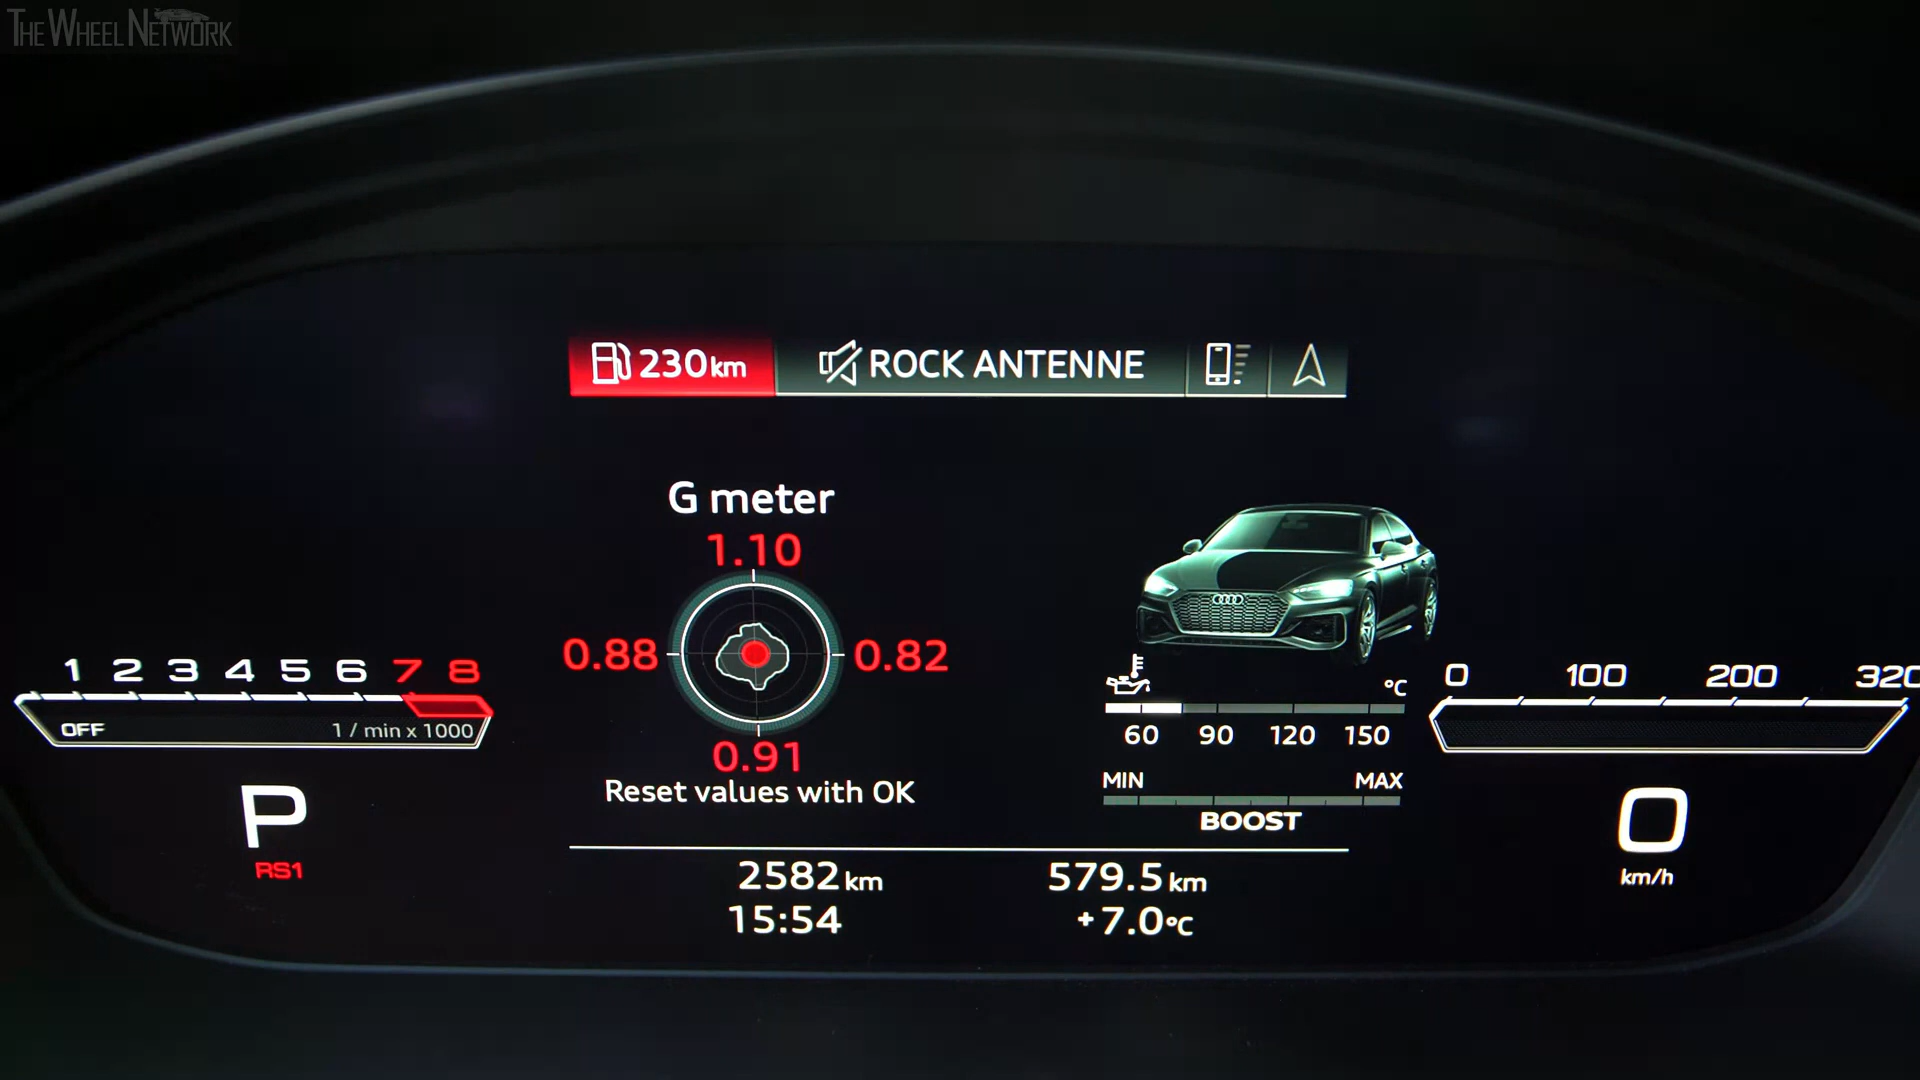 THE WHEEL NETWORK
230 km
ROCK ANTENNE
G meter
1.10
0.88
0.82
0.91
Reset values with OK
1 2 3 4 5 6 7 8
OFF
1 / min x 1000
P
RS1
°C
60 90 120 150
MIN MAX
BOOST
0 100 200 320
0
km/h
2582 km 579.5 km
15:54 +7.0°C